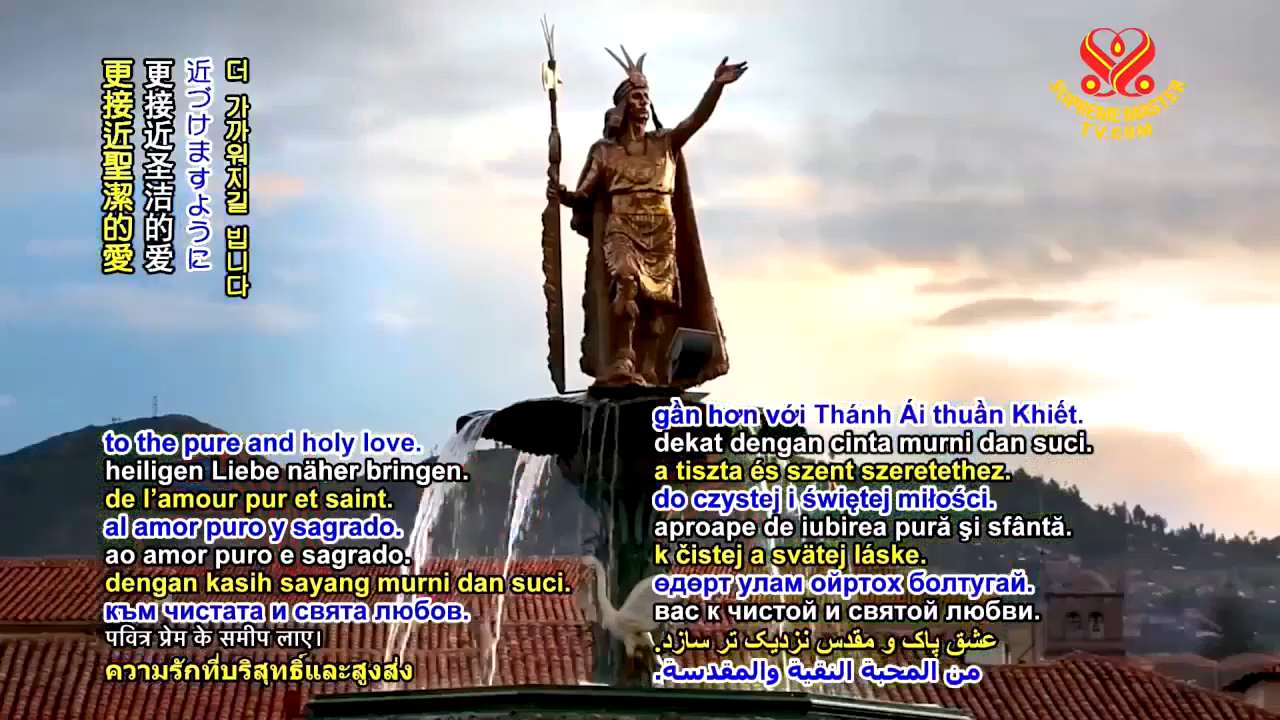 更接近聖潔的愛
更接近圣洁的爱
近づけますように
더 가까워지길 빕니다
SUPREME MASTER
TV.COM
to the pure and holy love.
heiligen Liebe näher bringen.
de l’amour pur et saint.
al amor puro y sagrado.
ao amor puro e sagrado.
dengan kasih sayang murni dan suci.
към чистата и свята любов.
पवित्र प्रेम के समीप लाए।
ความรักที่บริสุทธิ์และสูงส่ง
gần hơn với Thánh Ái thuần Khiết.
dekat dengan cinta murni dan suci.
a tiszta és szent szeretethez.
do czystej i świętej miłości.
aproape de iubirea pură şi sfântă.
k čistej a svätej láske.
өдөрт улам ойртох болтугай.
вас к чистой и святой любви.
عشق پاک و مقدس نزدیک تر سازد.
من المحبة النقية والمقدسة.